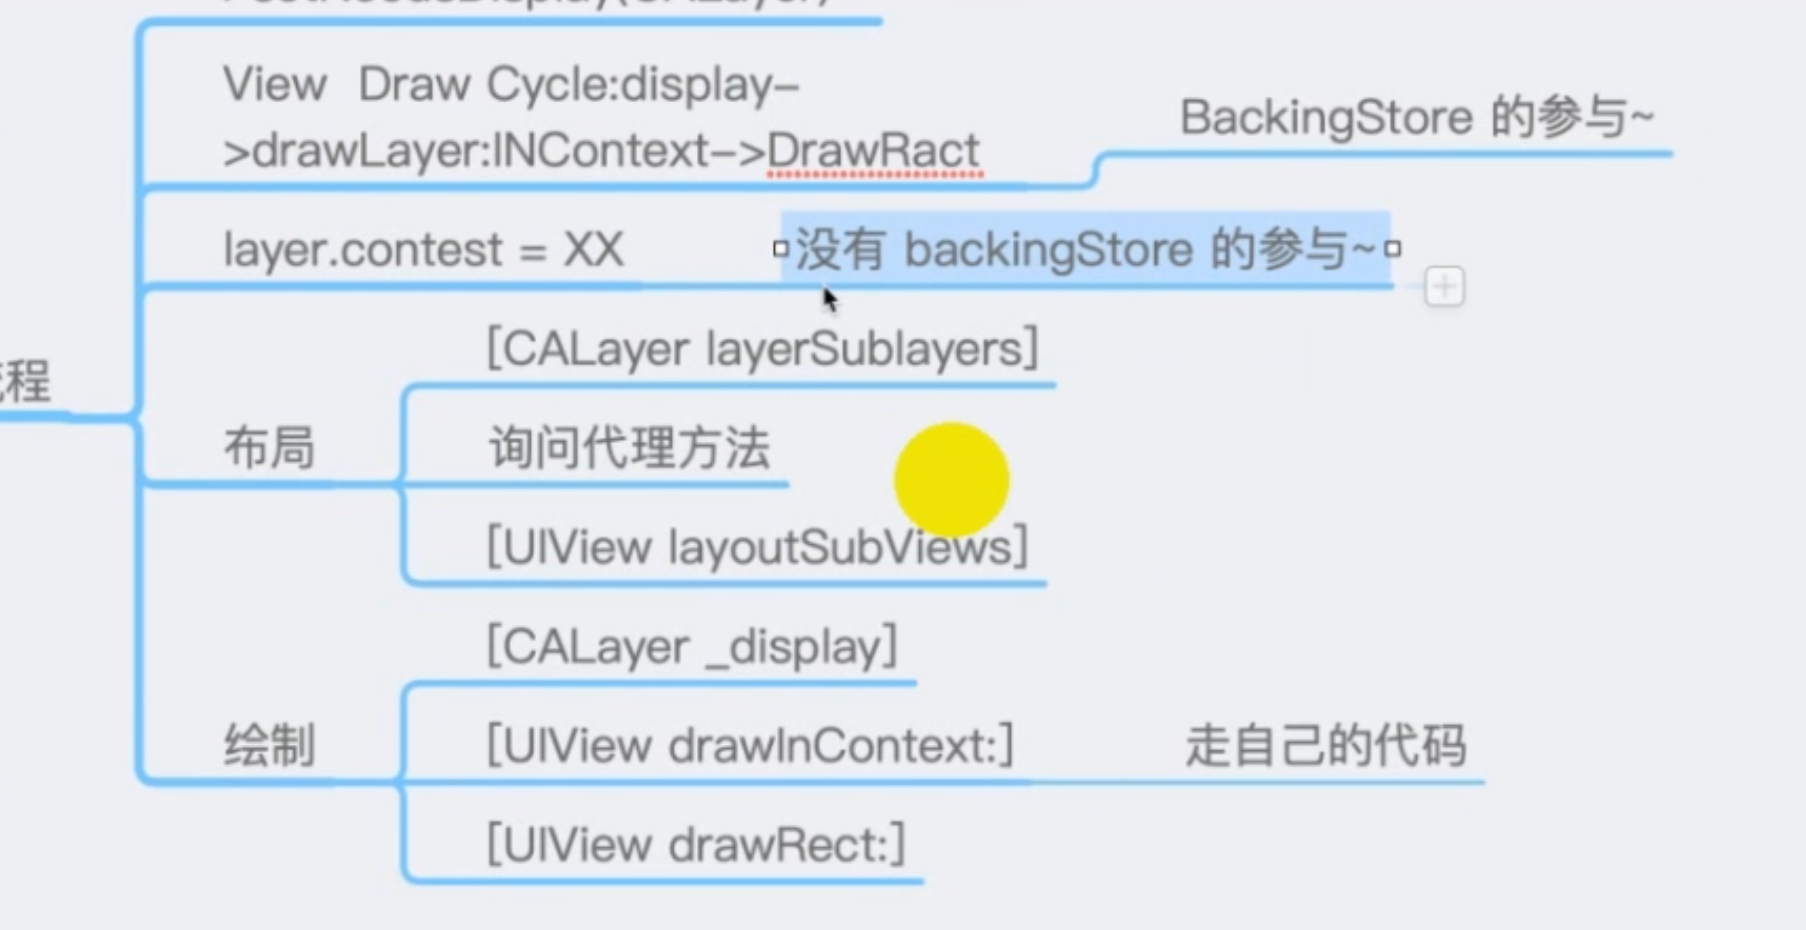 View Draw Cycle:display-
>drawLayer:INContext->DrawRact
BackingStore 的参与~
layer.contest = XX
没有 backingStore 的参与~
[CALayer layerSublayers]
程
布局
询问代理方法
[UIView layoutSubViews]
[CALayer _display]
绘制
[UIView drawInContext:]
走自己的代码
[UIView drawRect:]